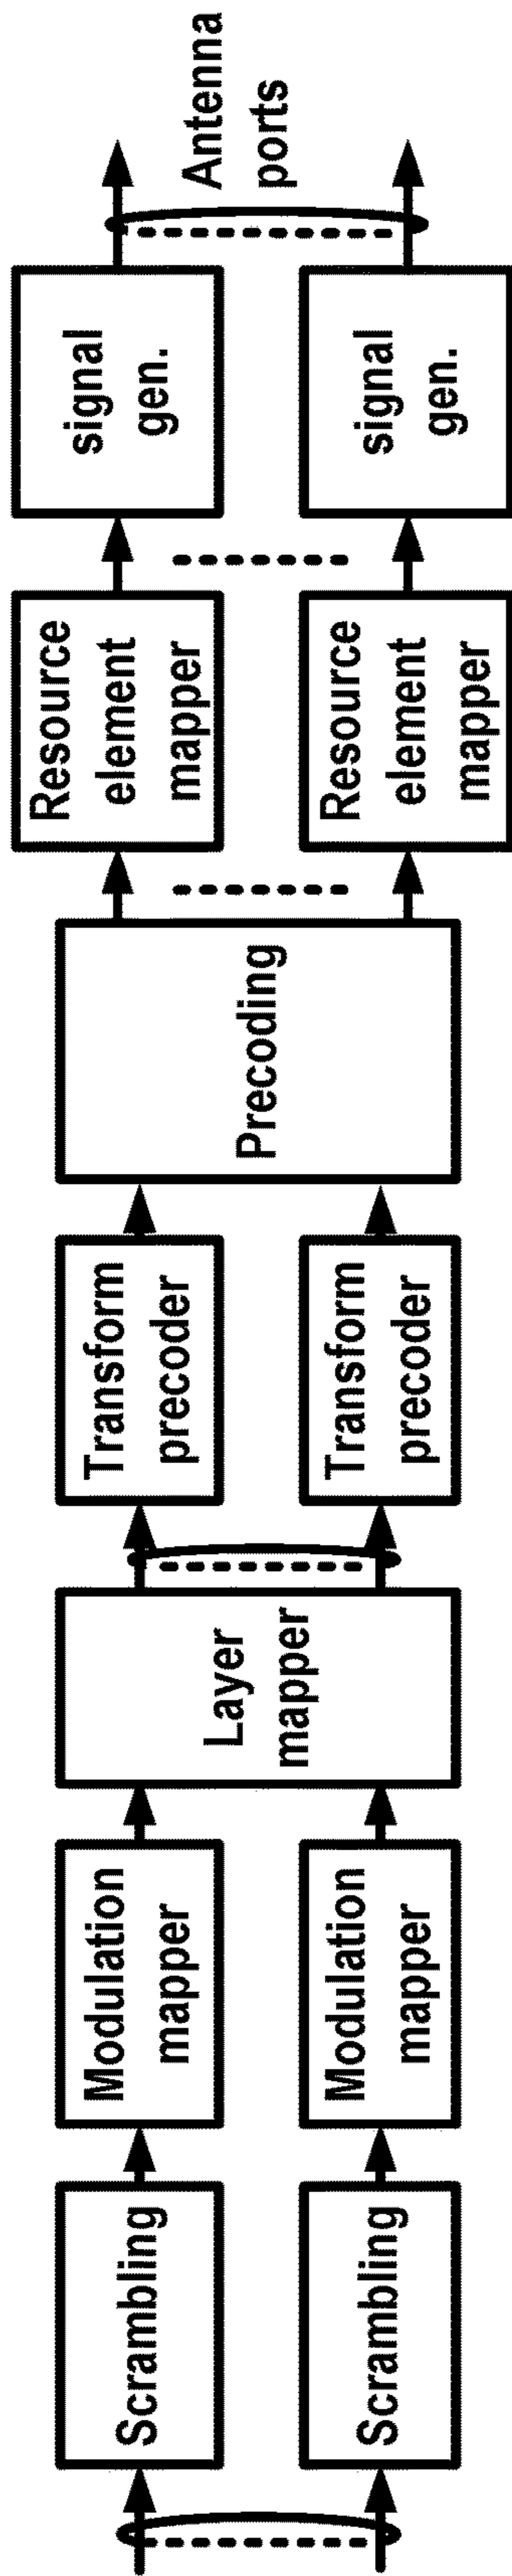 Scrambling
Modulation
mapper
Layer
mapper
Transform
precoder
Precoding
Resource
element
mapper
signal
gen.
Antenna
ports
Scrambling
Modulation
mapper
Transform
precoder
Resource
element
mapper
signal
gen.